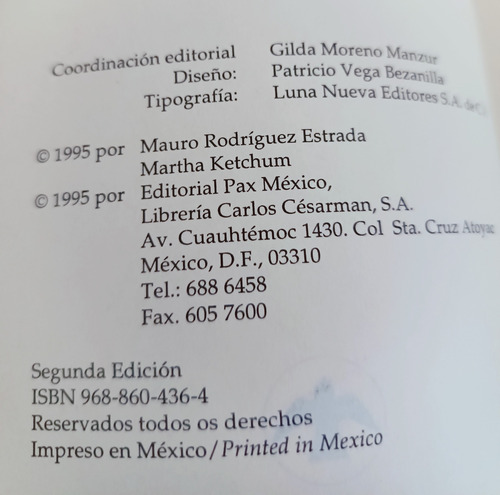 Coordinación editorial Gilda Moreno Manzur
Diseño: Patricio Vega Bezanilla
Tipografía: Luna Nueva Editores S.A. de C
© 1995 por Mauro Rodríguez Estrada
Martha Ketchum
© 1995 por Editorial Pax México,
Librería Carlos Césarman, S.A.
Av. Cuauhtémoc 1430. Col Sta. Cruz Atoyac
México, D.F., 03310
Tel.: 688 6458
Fax. 605 7600
Segunda Edición
ISBN 968-860-436-4
Reservados todos os derechos
Impreso en México/Printed in Mexico